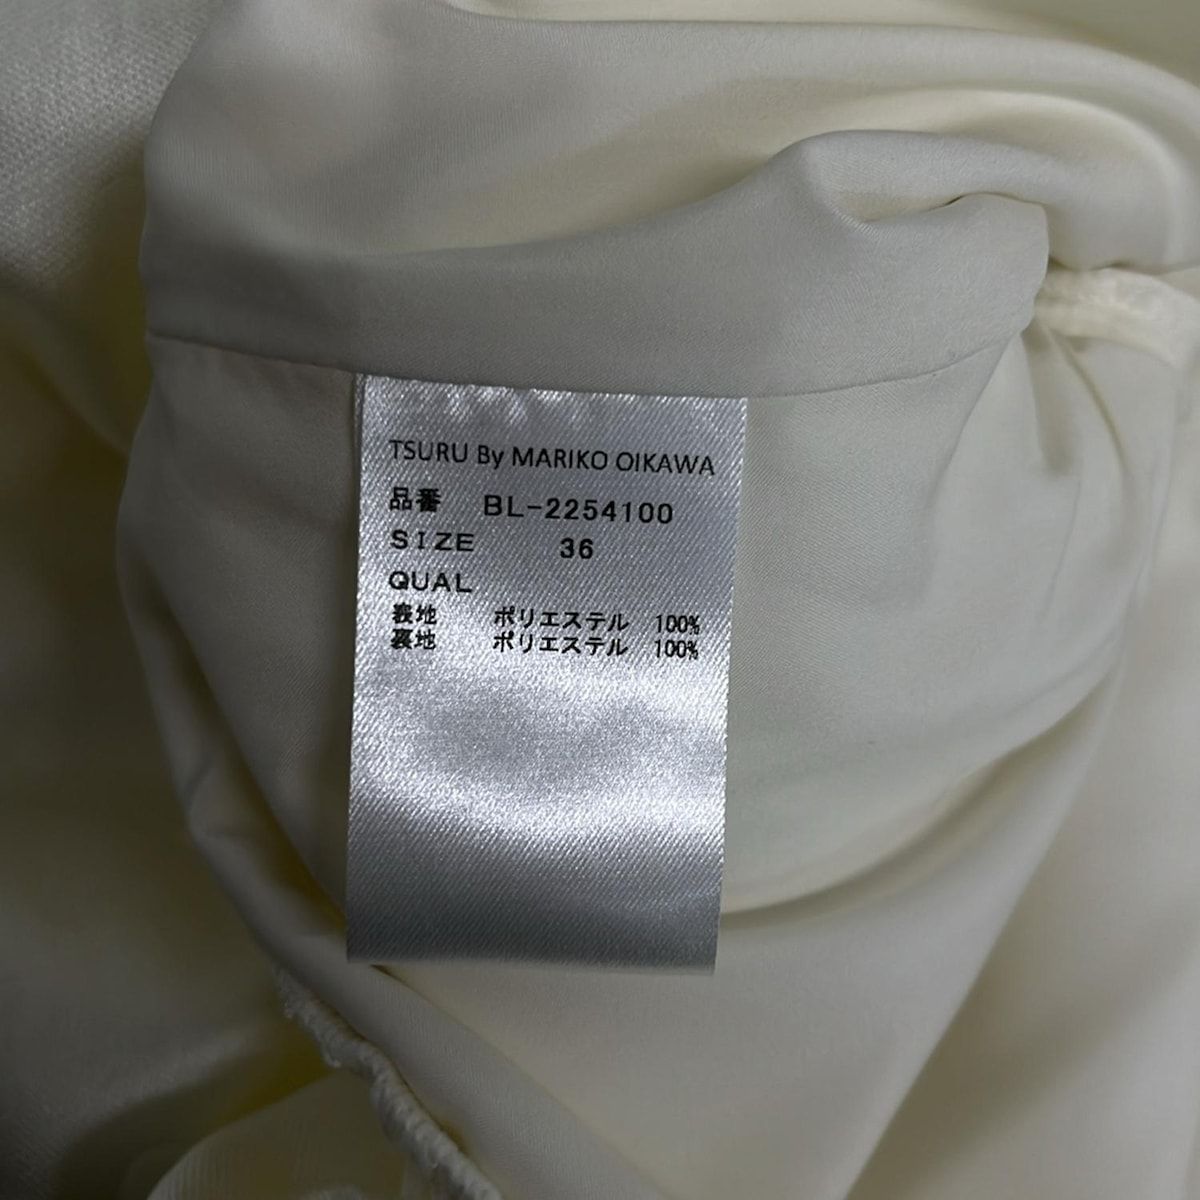 TSURU By MARIKO OIKAWA
品番 BL-2254100
SIZE 36
QUAL
表地 ポリエステル 100%
裏地 ポリエステル 100%